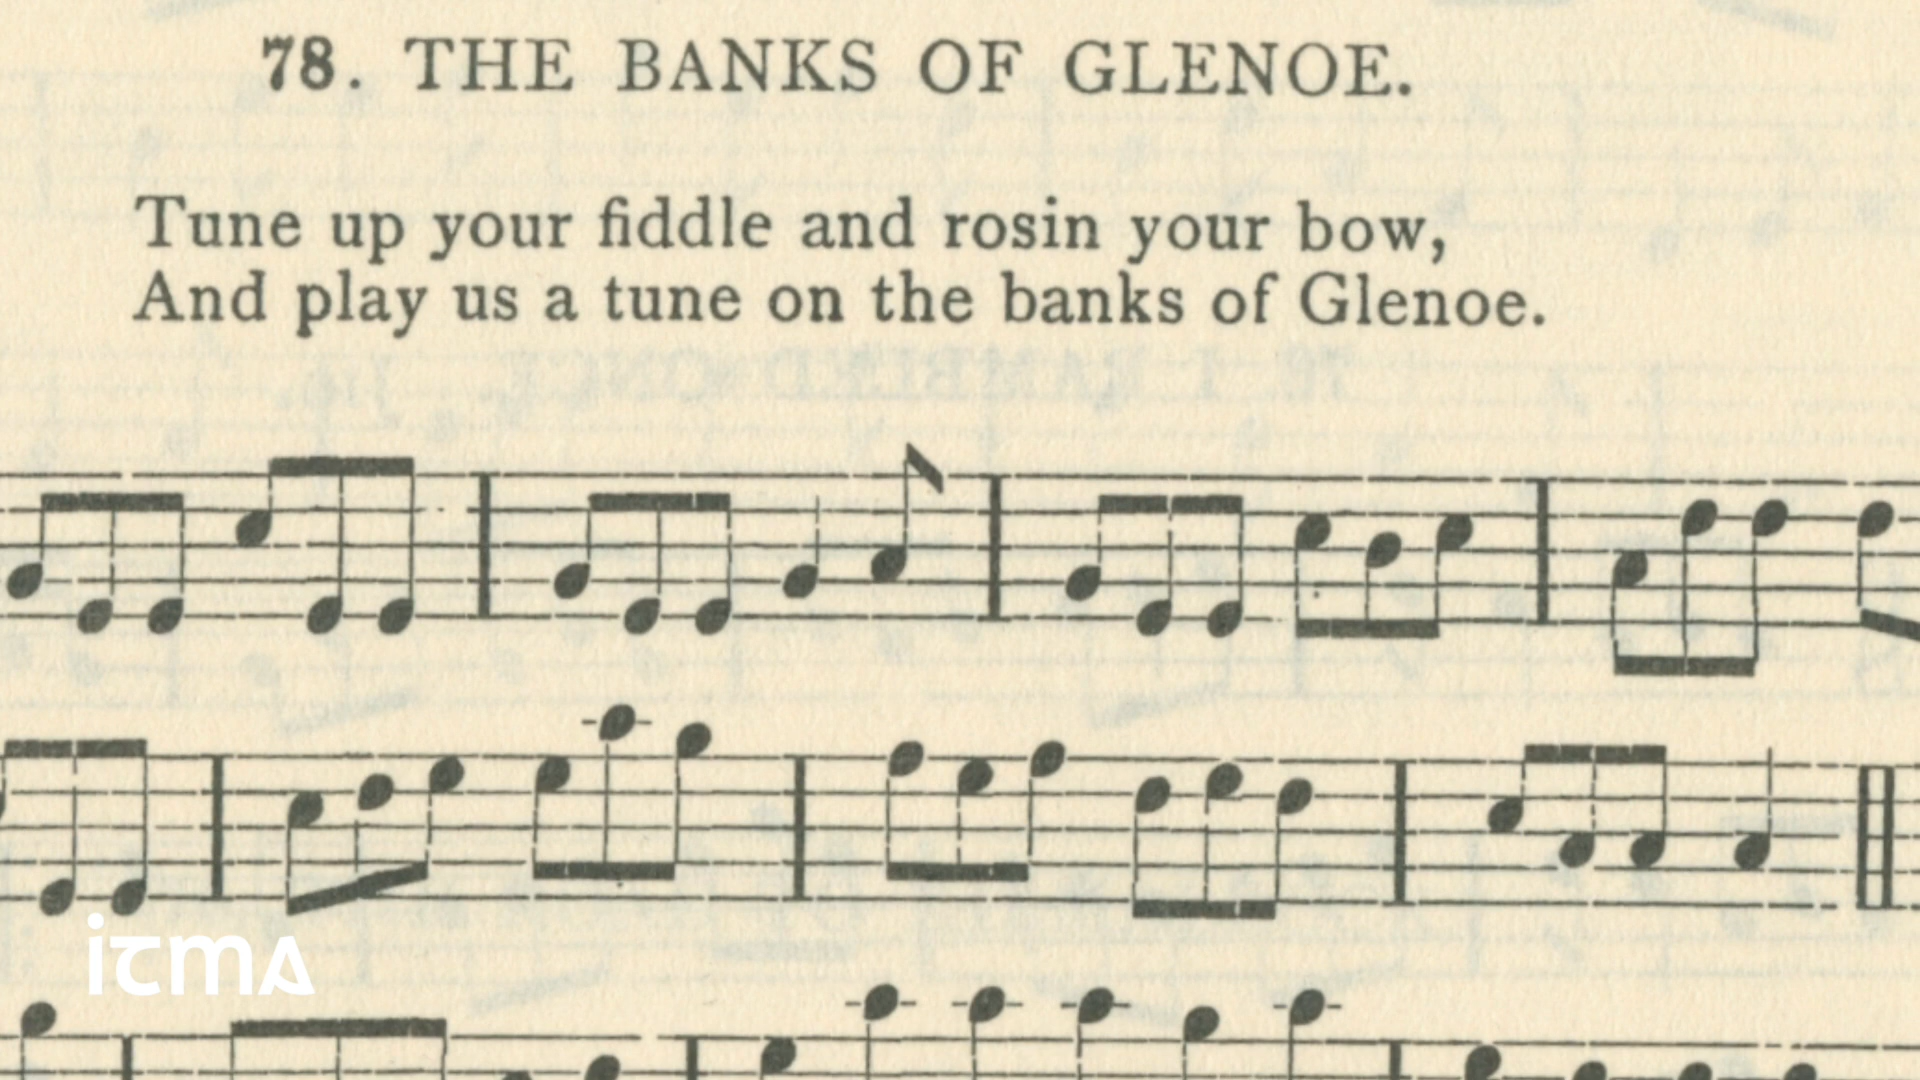 78. THE BANKS OF GLENOE.
Tune up your fiddle and rosin your bow,
And play us a tune on the banks of Glenoe.
ITMA